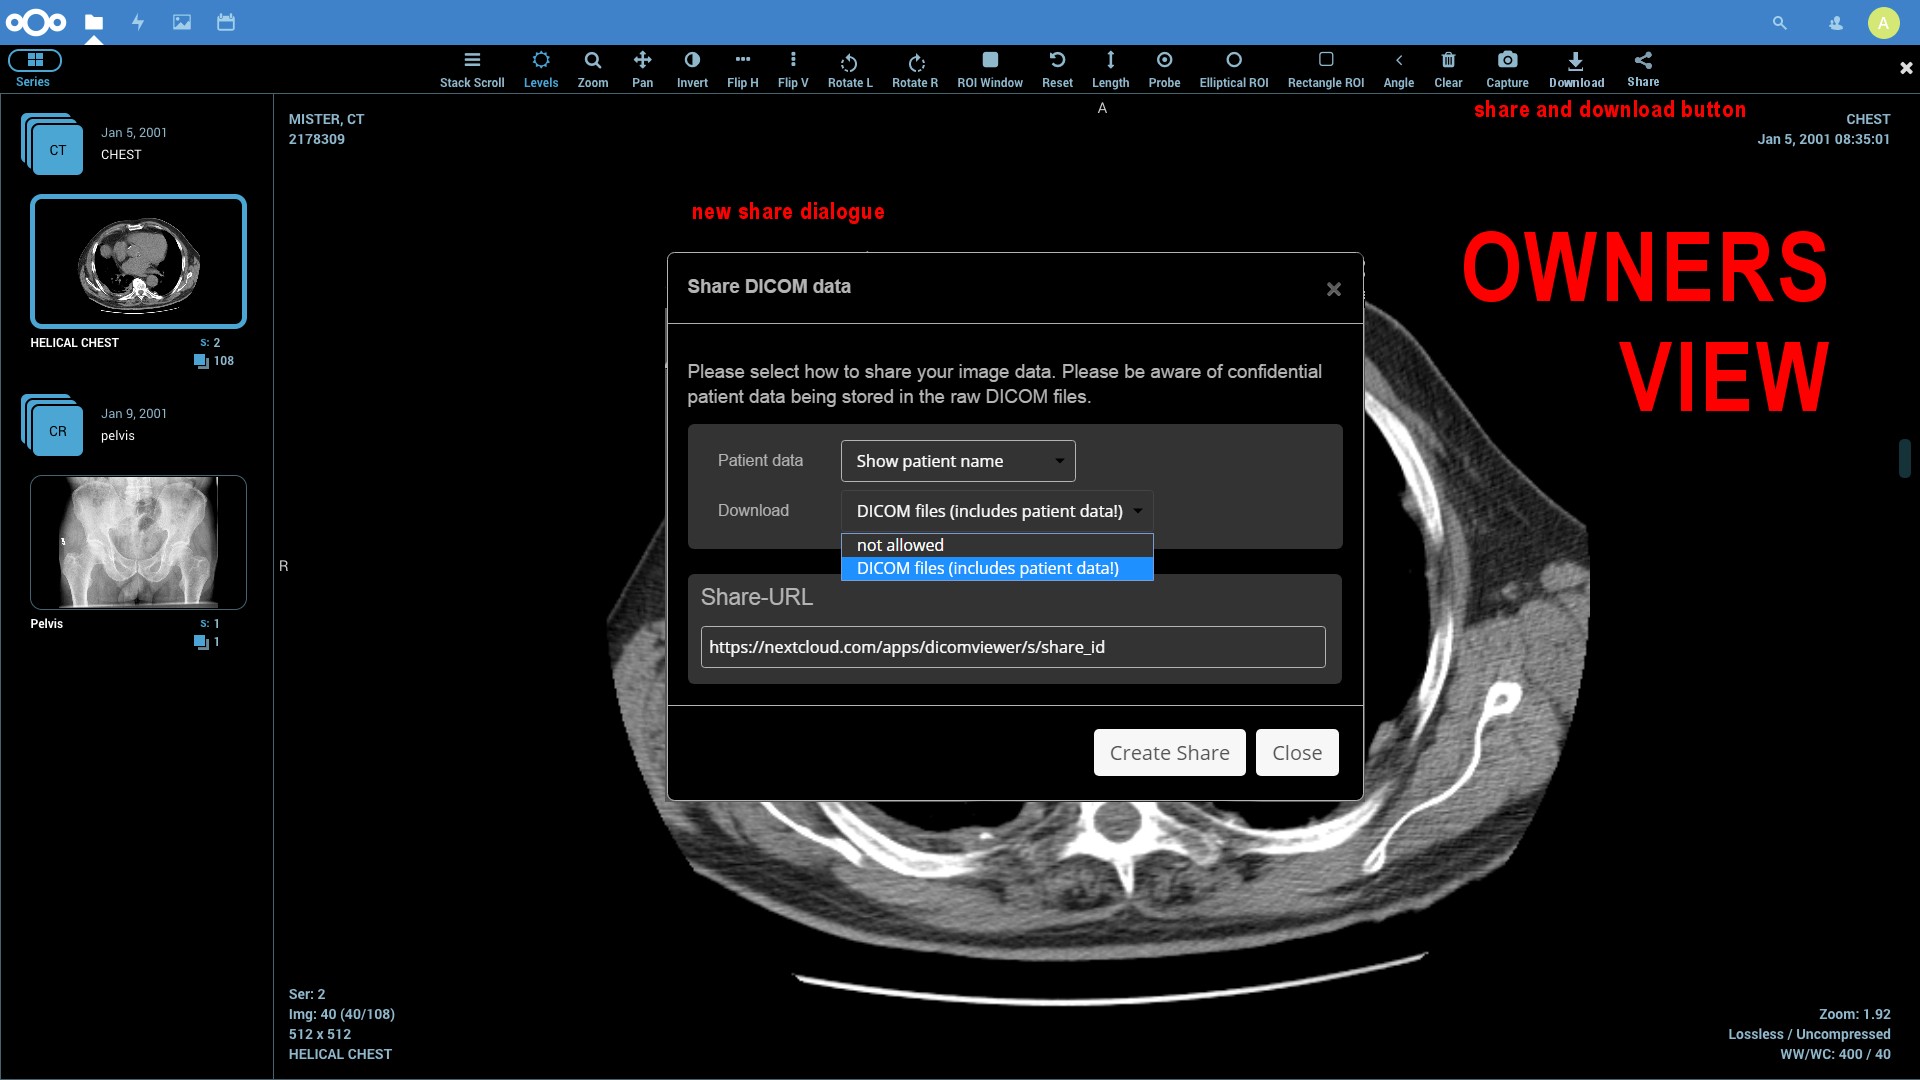 A
Series
Stack Scroll
Levels
Zoom
Pan
Invert
Flip H
Flip V
Rotate L
Rotate R
ROI Window
Reset
Length
Probe
Elliptical ROI
Rectangle ROI
Angle
Clear
Capture
Download
Share
share and download button
A
MISTER, CT
2178309
CHEST
Jan 5, 2001 08:35:01
CT
Jan 5, 2001
CHEST
HELICAL CHEST
S: 2
108
CR
Jan 9, 2001
pelvis
Pelvis
S: 1
1
R
new share dialogue
OWNERS
VIEW
Share DICOM data
Please select how to share your image data. Please be aware of confidential
patient data being stored in the raw DICOM files.
Patient data
Show patient name
Download
DICOM files (includes patient data!)
not allowed
DICOM files (includes patient data!)
Share-URL
https://nextcloud.com/apps/dicomviewer/s/share_id
Create Share
Close
Ser: 2
Img: 40 (40/108)
512 x 512
HELICAL CHEST
Zoom: 1.92
Lossless / Uncompressed
WW/WC: 400 / 40